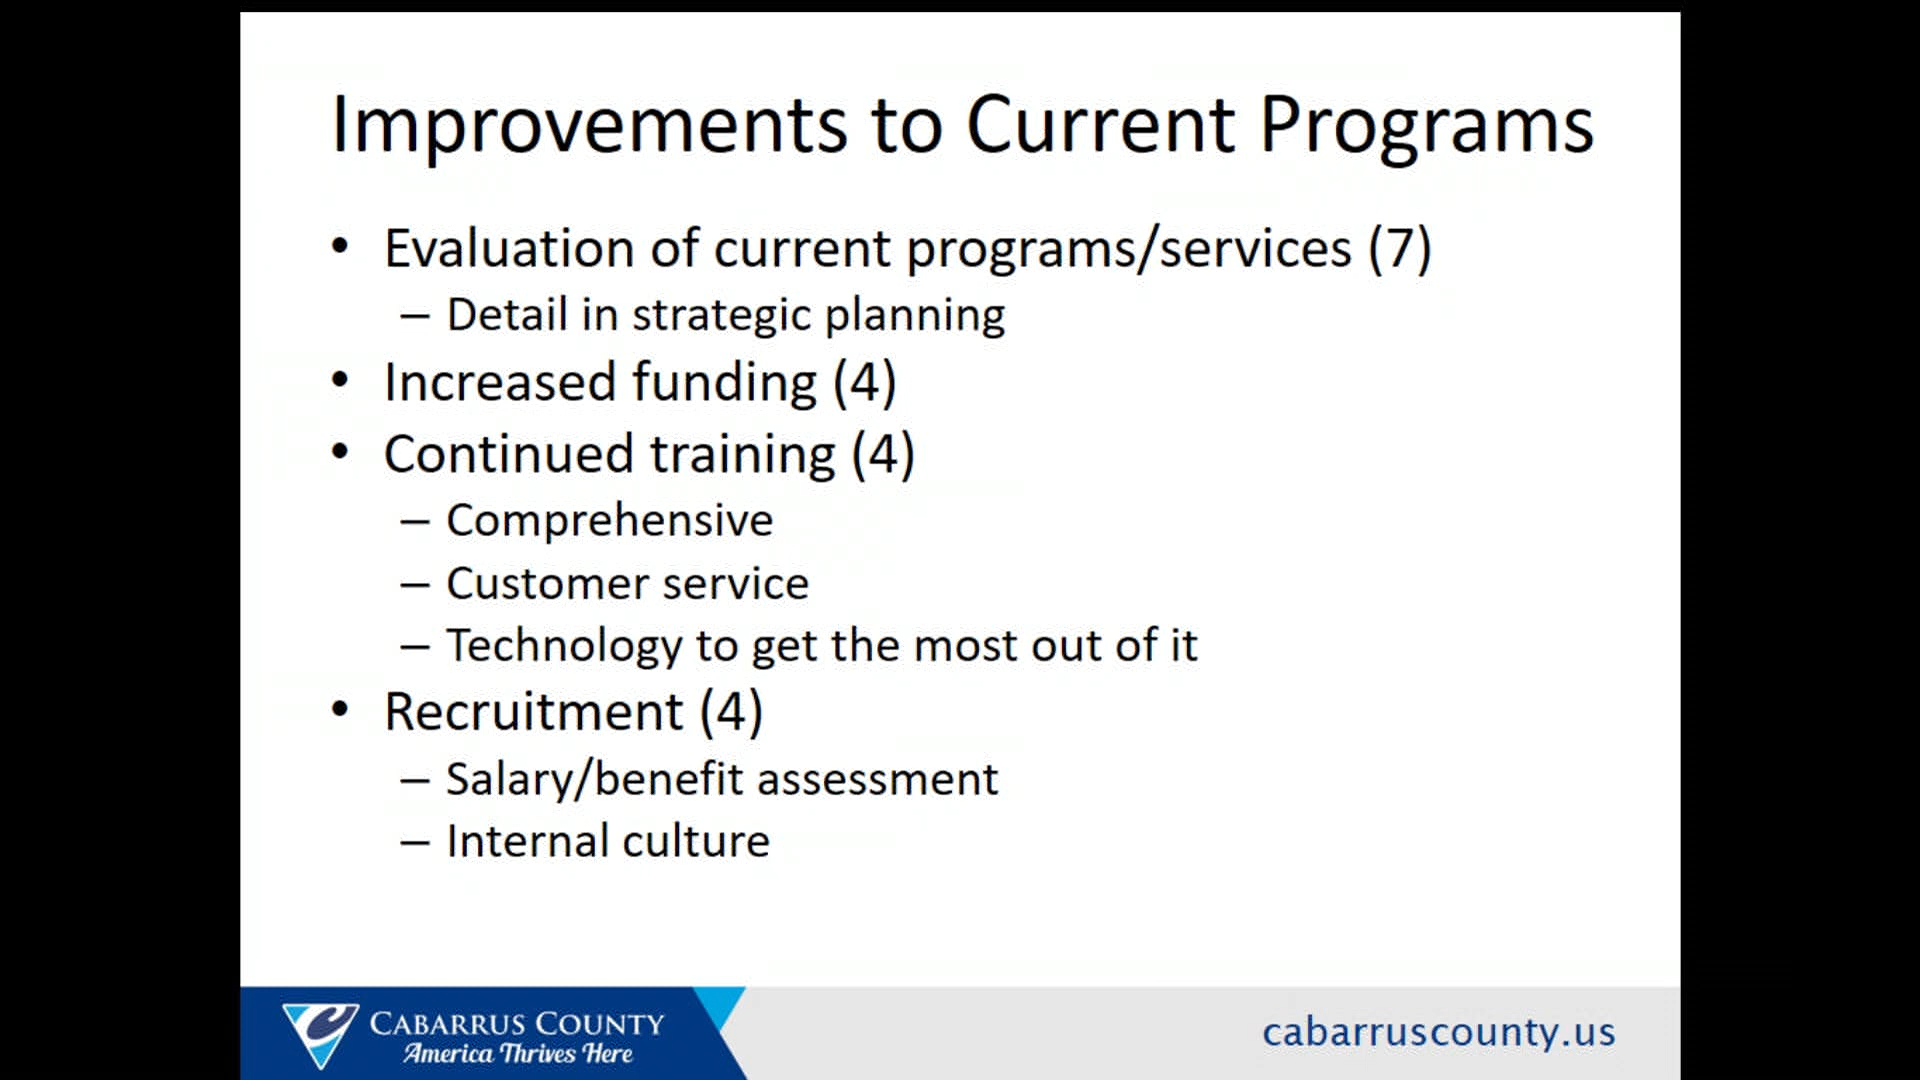 Improvements to Current Programs
• Evaluation of current programs/services (7)
– Detail in strategic planning
• Increased funding (4)
• Continued training (4)
– Comprehensive
– Customer service
– Technology to get the most out of it
• Recruitment (4)
– Salary/benefit assessment
– Internal culture
CABARRUS COUNTY
America Thrives Here
cabarruscounty.us